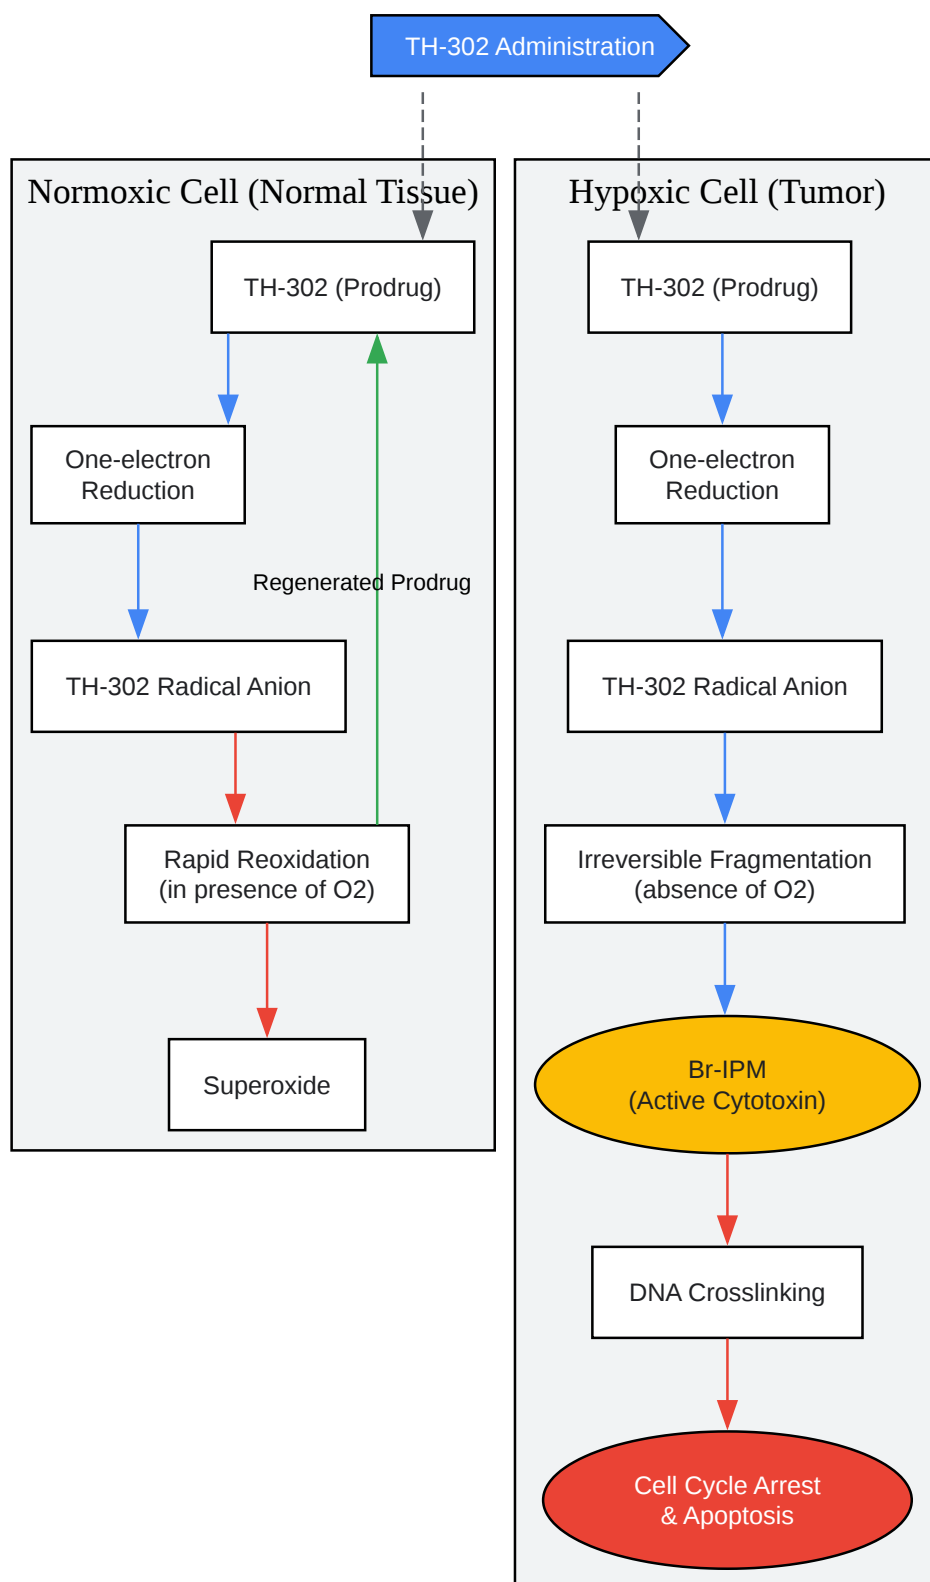 TH-302 Administration
Normoxic Cell (Normal Tissue)
TH-302 (Prodrug)
One-electron
Reduction
Regenerated Prodrug
TH-302 Radical Anion
Rapid Reoxidation
(in presence of O2)
Superoxide
Hypoxic Cell (Tumor)
TH-302 (Prodrug)
One-electron
Reduction
TH-302 Radical Anion
Irreversible Fragmentation
(absence of O2)
Br-IPM
(Active Cytotoxin)
DNA Crosslinking
Cell Cycle Arrest
& Apoptosis